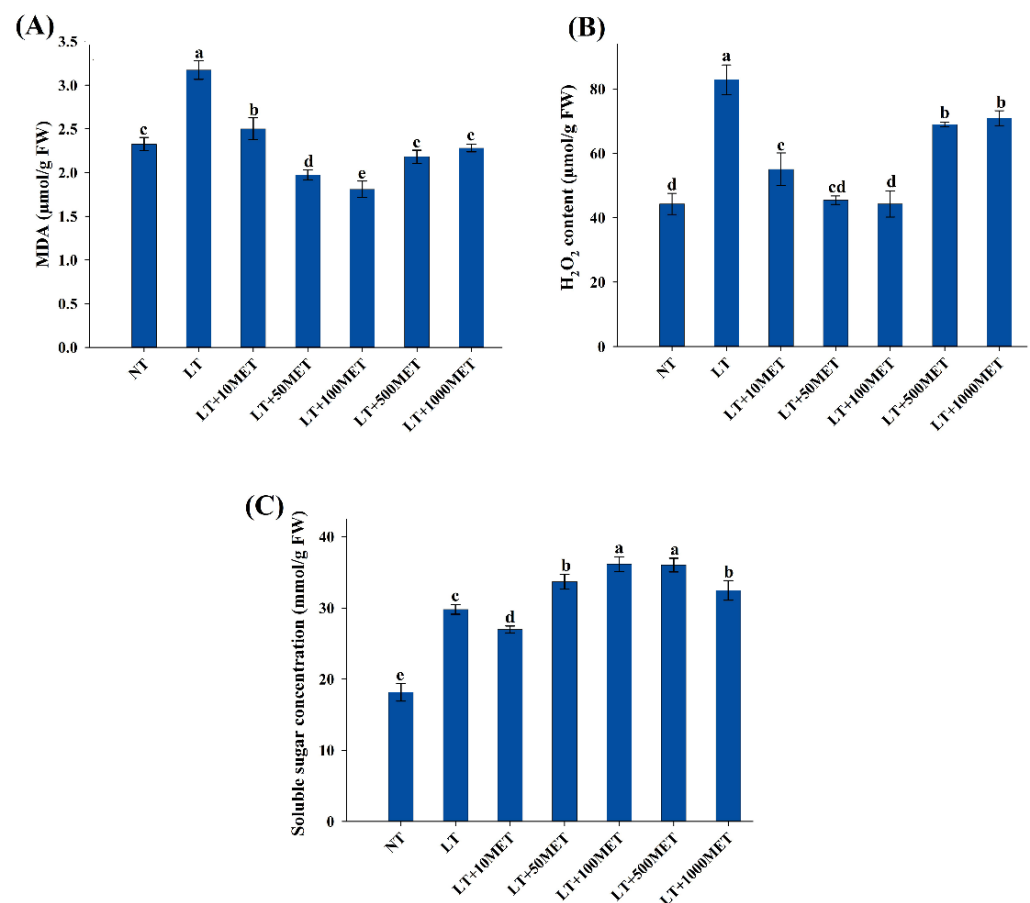 (A)
MDA (µmol/g FW)
3.5
3.0
2.5
2.0
1.5
1.0
0.5
0.0
c
a
b
d
e
c
c
NT
LT
LT+10MET
LT+50MET
LT+100MET
LT+500MET
LT+1000MET
(B)
H₂O₂ content (µmol/g FW)
80
60
40
20
0
d
a
c
cd
d
b
b
NT
LT
LT+10MET
LT+50MET
LT+100MET
LT+500MET
LT+1000MET
(C)
Soluble sugar concentration (mmol/g FW)
40
30
20
10
0
e
c
d
b
a
a
b
NT
LT
LT+10MET
LT+50MET
LT+100MET
LT+500MET
LT+1000MET